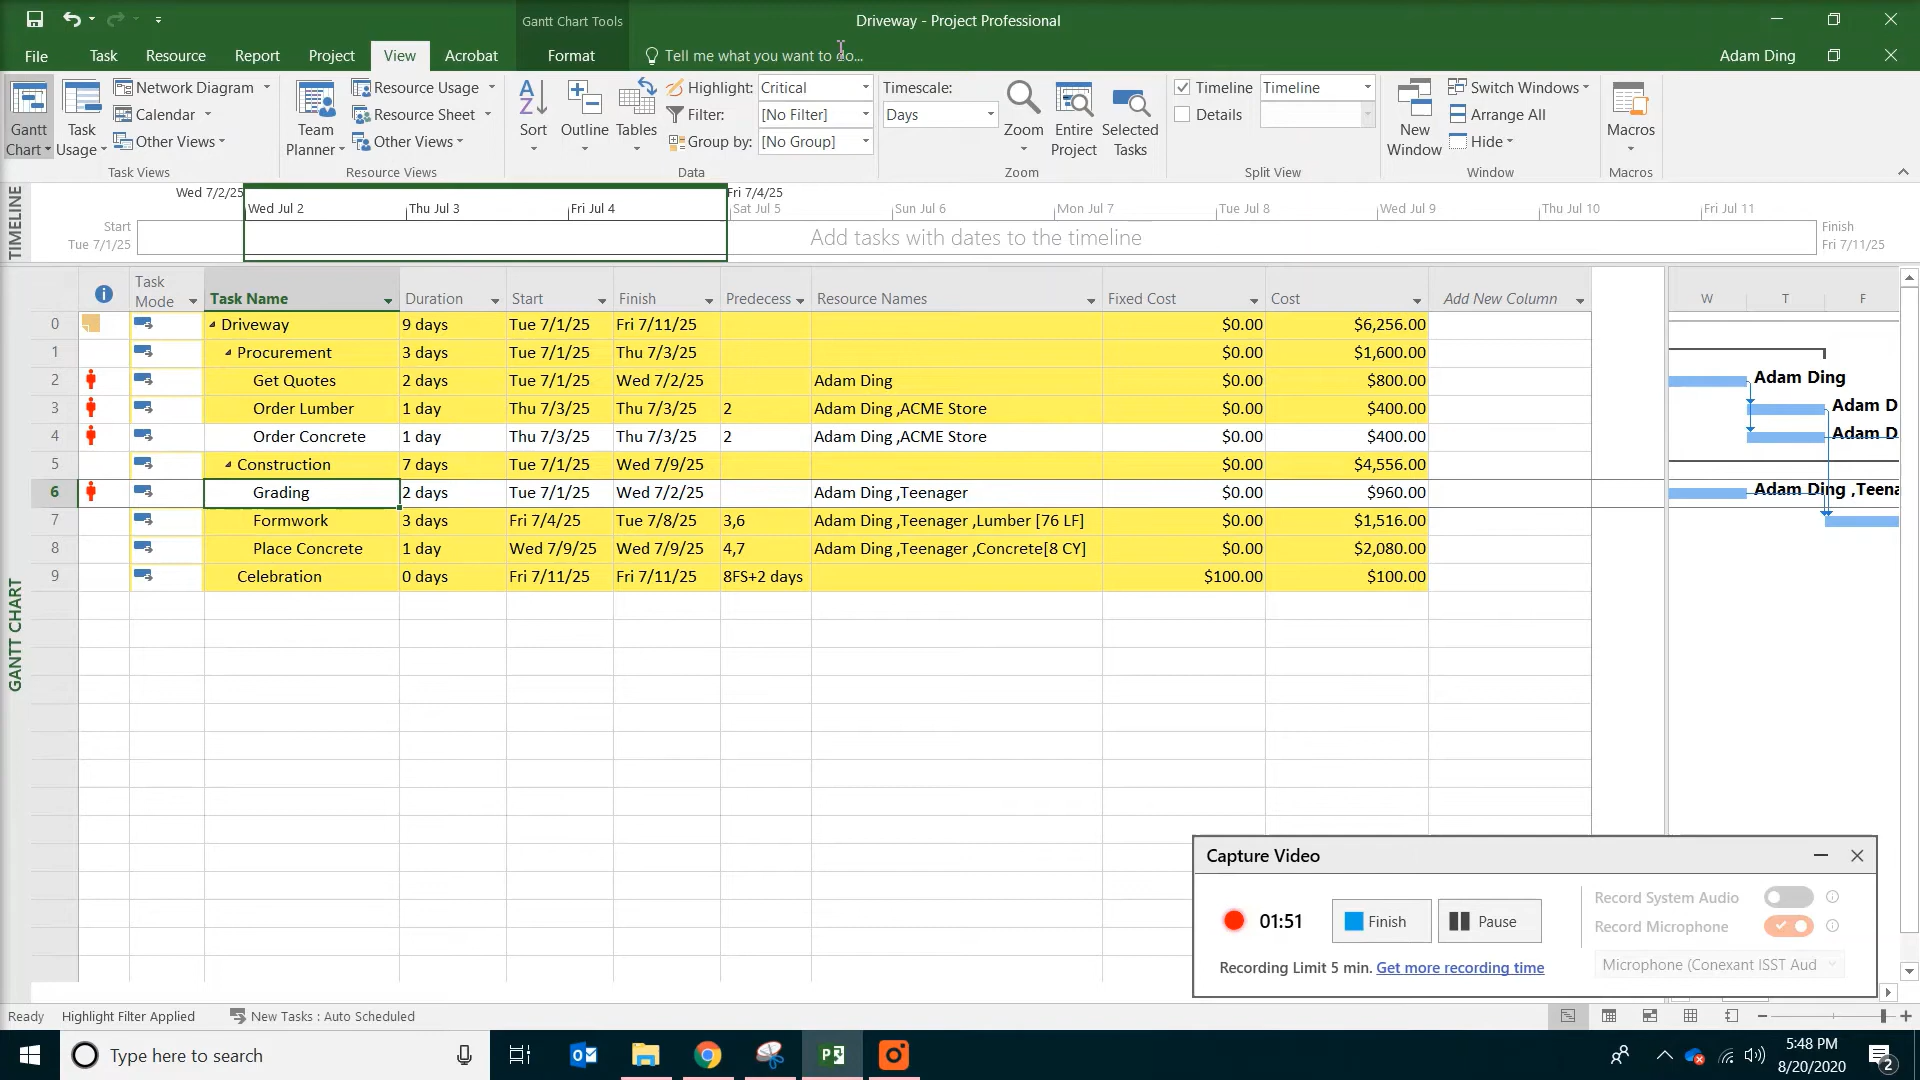 Gantt Chart Tools
Driveway - Project Professional
File Task Resource Report Project View Acrobat Format Tell me what you want to do...
Adam Ding
Gantt Chart
Task Usage
Network Diagram
Calendar
Other Views
Task Views
Team Planner
Resource Usage
Resource Sheet
Other Views
Resource Views
Sort
Outline
Tables
Highlight: Critical
Filter: [No Filter]
Group by: [No Group]
Data
Timescale:
Days
Zoom
Entire Project
Selected Tasks
Zoom
Timeline Timeline
Details
Split View
New Window
Switch Windows
Arrange All
Hide
Window
Macros
Macros
TIMELINE
Wed 7/2/25 Fri 7/4/25
Wed Jul 2 Thu Jul 3 Fri Jul 4 Sat Jul 5 Sun Jul 6 Mon Jul 7 Tue Jul 8 Wed Jul 9 Thu Jul 10 Fri Jul 11
Start
Tue 7/1/25
Add tasks with dates to the timeline
Finish
Fri 7/11/25
GANTT CHART
Task Mode Task Name Duration Start Finish Predecess Resource Names Fixed Cost Cost Add New Column W T F
0 Driveway 9 days Tue 7/1/25 Fri 7/11/25 $0.00 $6,256.00
1 Procurement 3 days Tue 7/1/25 Thu 7/3/25 $0.00 $1,600.00
2 Get Quotes 2 days Tue 7/1/25 Wed 7/2/25 Adam Ding $0.00 $800.00 Adam Ding
3 Order Lumber 1 day Thu 7/3/25 Thu 7/3/25 2 Adam Ding ,ACME Store $0.00 $400.00 Adam D
4 Order Concrete 1 day Thu 7/3/25 Thu 7/3/25 2 Adam Ding ,ACME Store $0.00 $400.00 Adam D
5 Construction 7 days Tue 7/1/25 Wed 7/9/25 $0.00 $4,556.00
6 Grading 2 days Tue 7/1/25 Wed 7/2/25 Adam Ding ,Teenager $0.00 $960.00 Adam Ding ,Teena
7 Formwork 3 days Fri 7/4/25 Tue 7/8/25 3,6 Adam Ding ,Teenager ,Lumber [76 LF] $0.00 $1,516.00
8 Place Concrete 1 day Wed 7/9/25 Wed 7/9/25 4,7 Adam Ding ,Teenager ,Concrete[8 CY] $0.00 $2,080.00
9 Celebration 0 days Fri 7/11/25 Fri 7/11/25 8FS+2 days $100.00 $100.00
Capture Video
01:51 Finish Pause
Record System Audio
Record Microphone
Microphone (Conexant ISST Aud
Recording Limit 5 min. Get more recording time
Ready Highlight Filter Applied New Tasks : Auto Scheduled
Type here to search
5:48 PM
8/20/2020
2